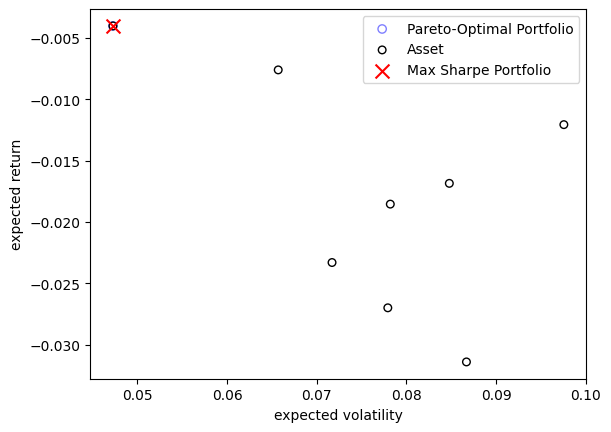 Pareto-Optimal Portfolio
Asset
Max Sharpe Portfolio
expected return
−0.005
−0.010
−0.015
−0.020
−0.025
−0.030
0.05 0.06 0.07 0.08 0.09 0.10
expected volatility